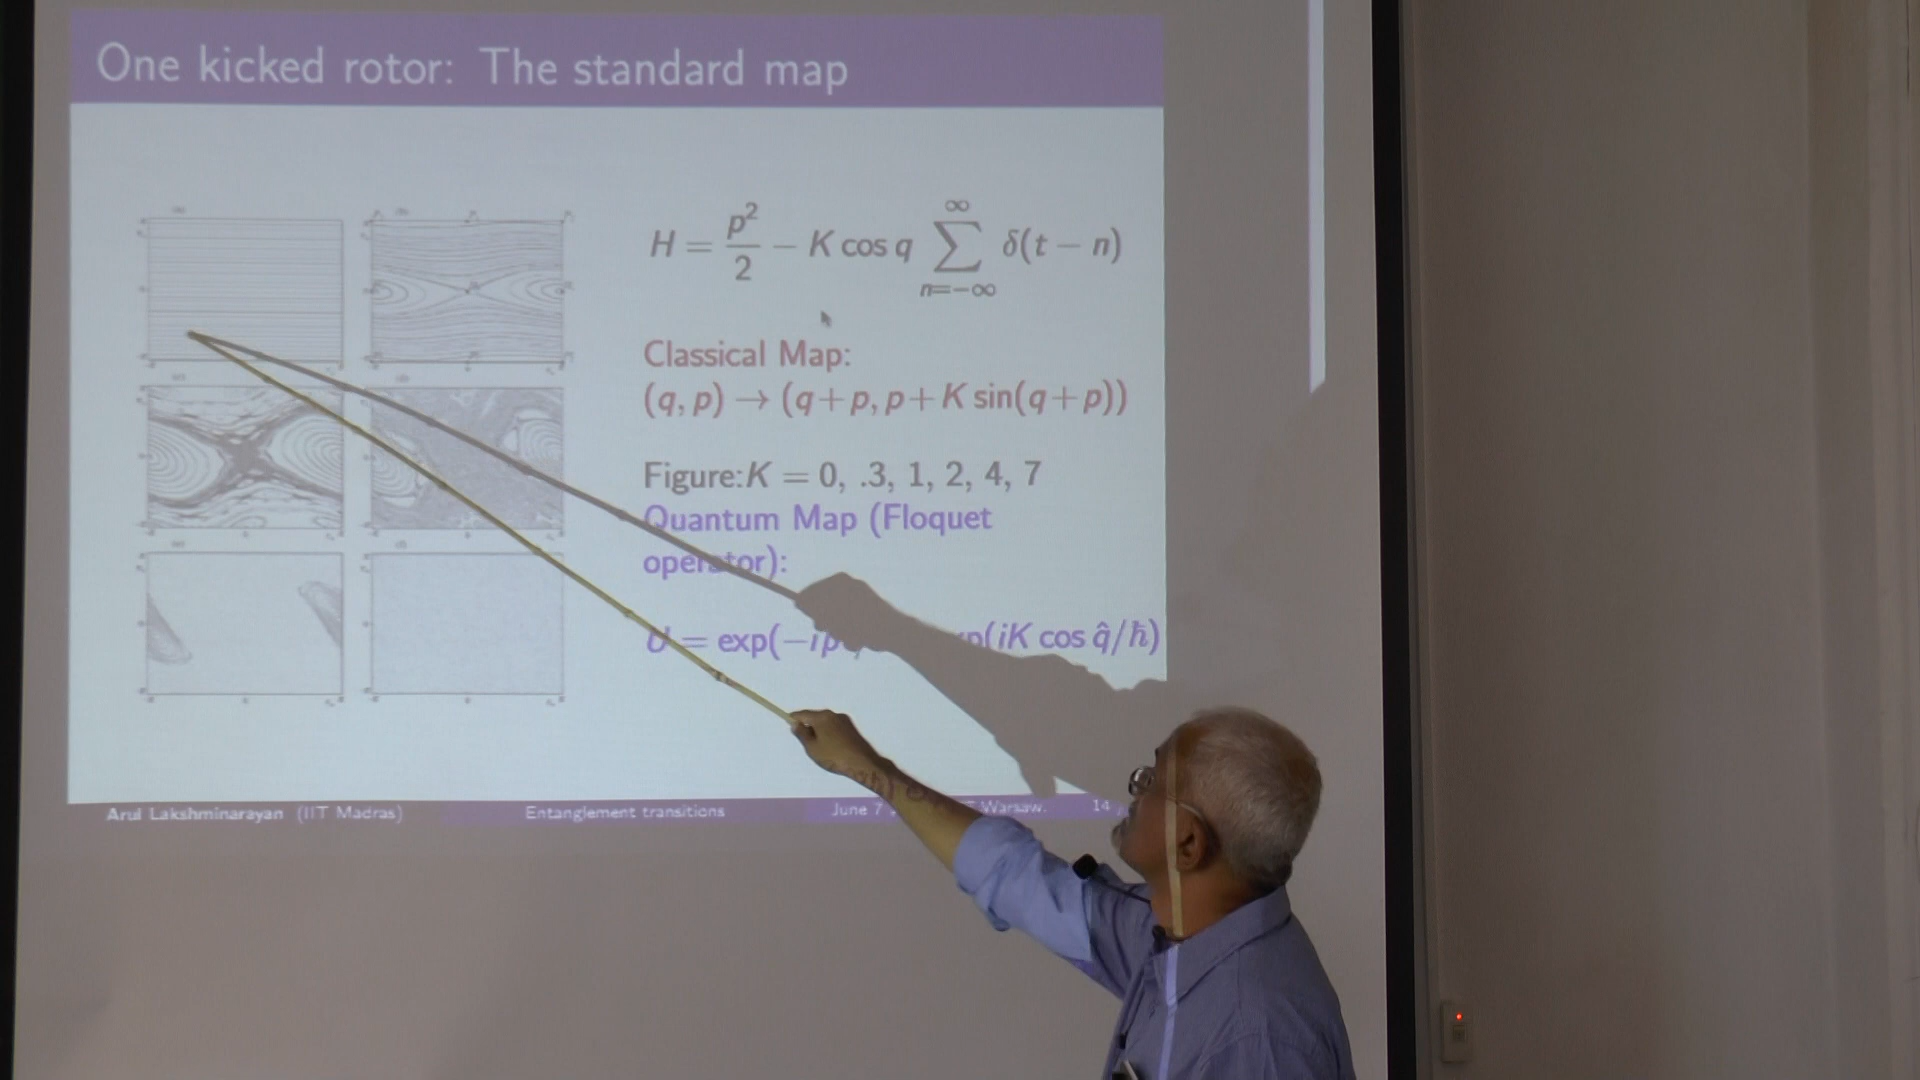 One kicked rotor: The standard map
H = p²/2 − K cos q ∑_{n=−∞}^{∞} δ(t − n)
Classical Map:
(q, p) → (q + p, p + K sin(q + p))
Figure:K = 0, .3, 1, 2, 4, 7
Quantum Map (Floquet
operator):
U = exp(−ip (iK cos q̂/ħ)
Arul Lakshminarayan (IIT Madras) Entanglement transitions June 7 Warsaw. 14